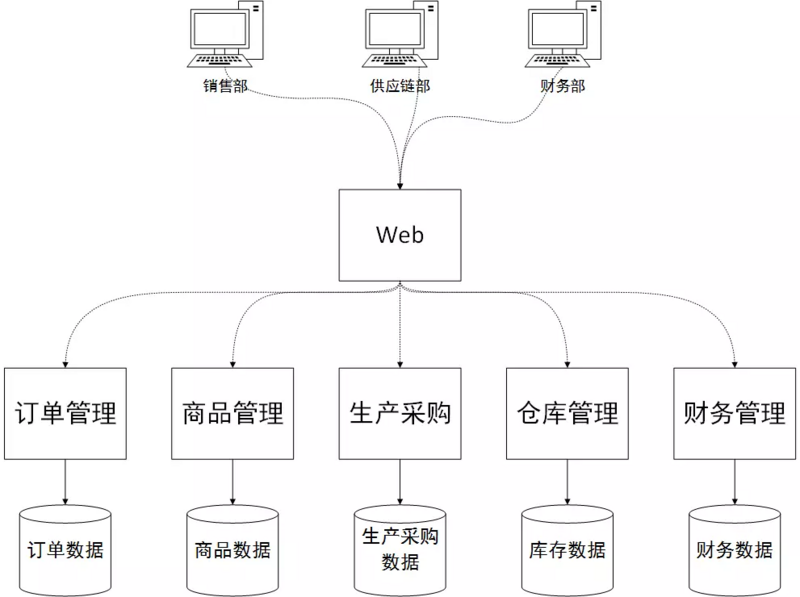 销售部
供应链部
财务部
Web
订单管理
商品管理
生产采购
仓库管理
财务管理
订单数据
商品数据
生产采购
数据
库存数据
财务数据